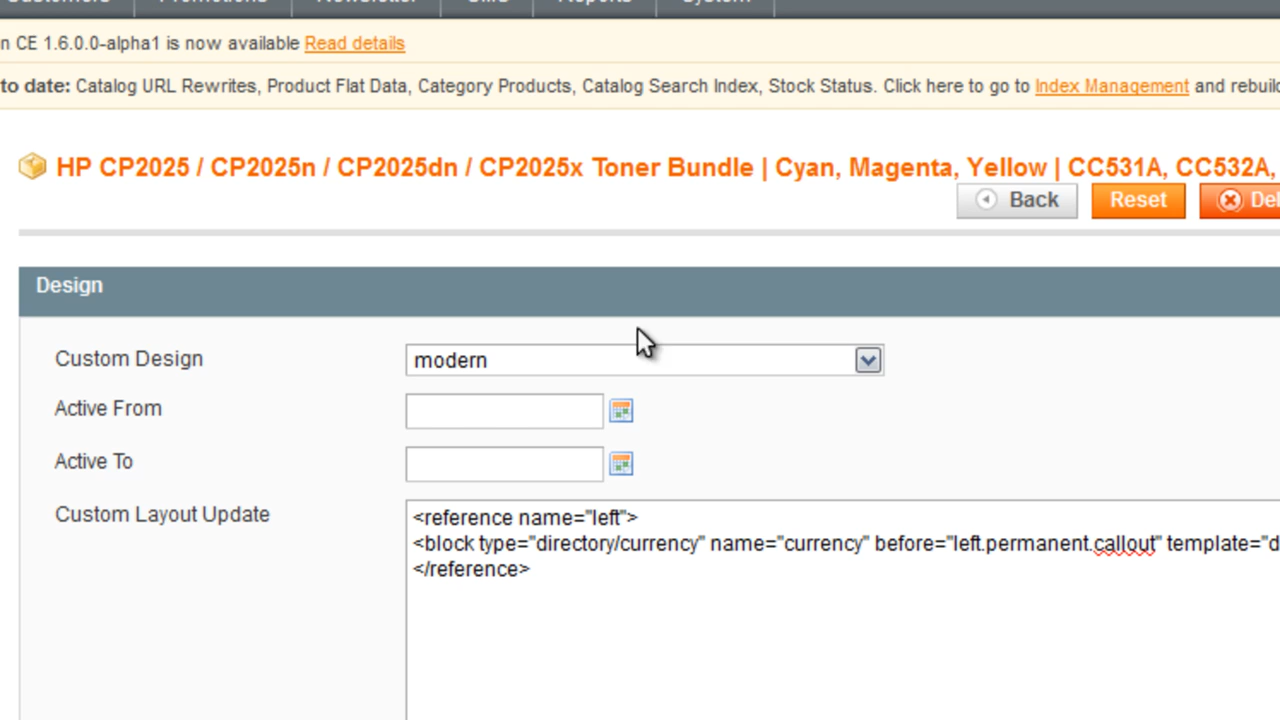 Customers Promotions Newsletter CMS Reports System
n CE 1.6.0.0-alpha1 is now available Read details
to date: Catalog URL Rewrites, Product Flat Data, Category Products, Catalog Search Index, Stock Status. Click here to go to Index Management and rebuild
HP CP2025 / CP2025n / CP2025dn / CP2025x Toner Bundle | Cyan, Magenta, Yellow | CC531A, CC532A,
Back Reset Del
Design
Custom Design modern
Active From
Active To
Custom Layout Update
<reference name="left">
<block type="directory/currency" name="currency" before="left.permanent.callout" template="d
</reference>